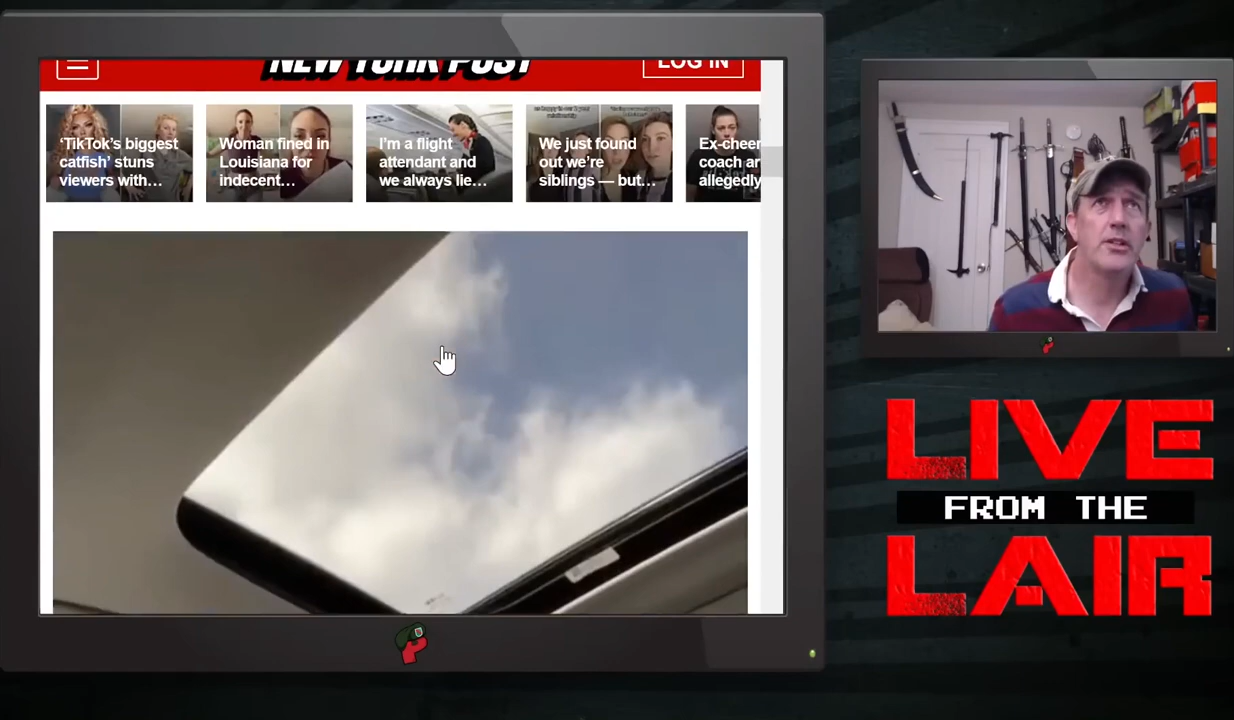 NEW YORK POST
LOG IN
‘TikTok’s biggest
catfish’ stuns
viewers with…
Woman fined in
Louisiana for
indecent…
I’m a flight
attendant and
we always lie…
We just found
out we’re
siblings — but…
Ex-cheer
coach ar
allegedly
LIVE
FROM THE
LAIR